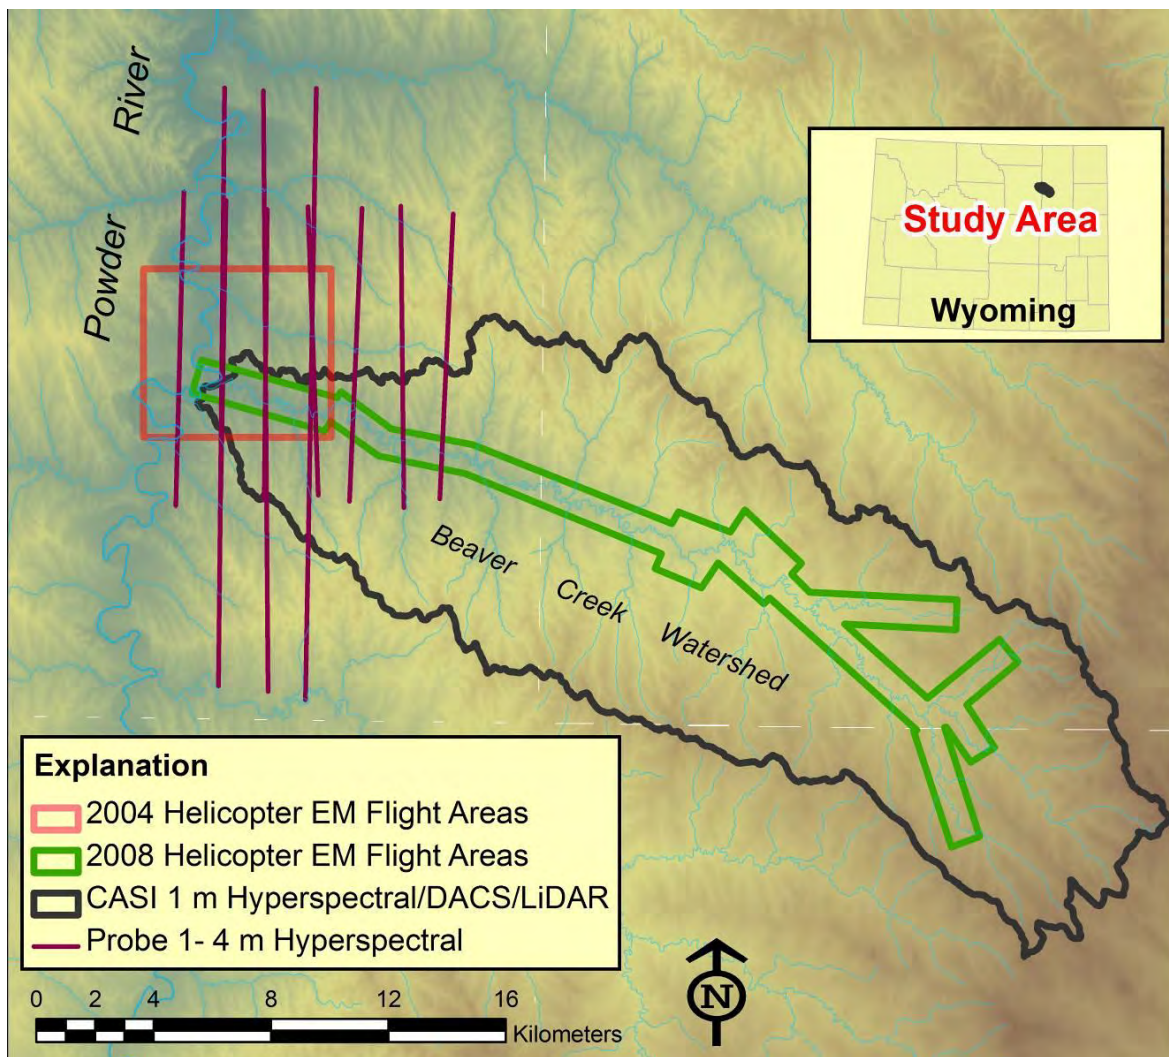 River
Powder
Study Area
Wyoming
Beaver
Creek
Watershed
Explanation
2004 Helicopter EM Flight Areas
2008 Helicopter EM Flight Areas
CASI 1 m Hyperspectral/DACS/LiDAR
Probe 1- 4 m Hyperspectral
0 2 4 8 12 16
Kilometers
N